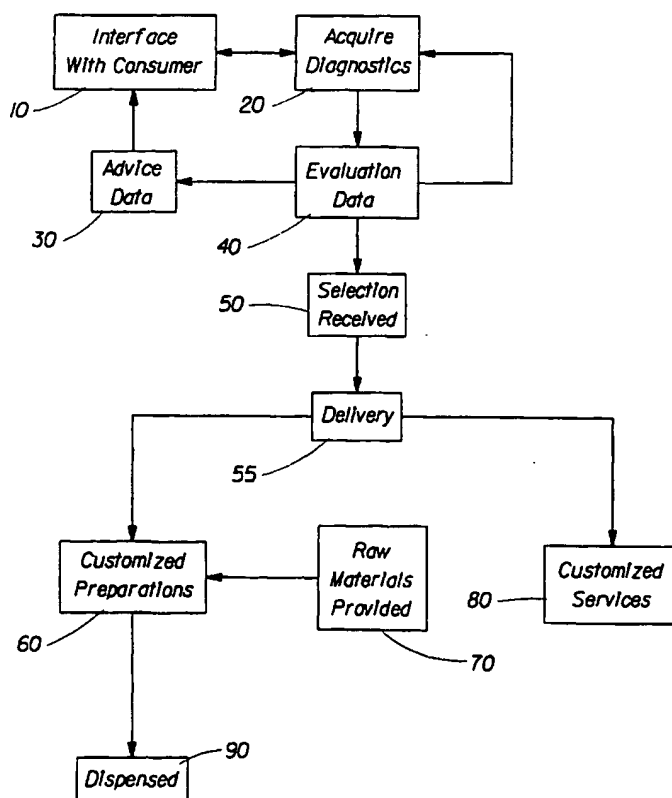 Interface
With Consumer
10
Acquire
Diagnostics
20
Advice
Data
30
Evaluation
Data
40
Selection
Received
50
Delivery
55
Customized
Preparations
60
Raw
Materials
Provided
70
Customized
Services
80
Dispensed
90